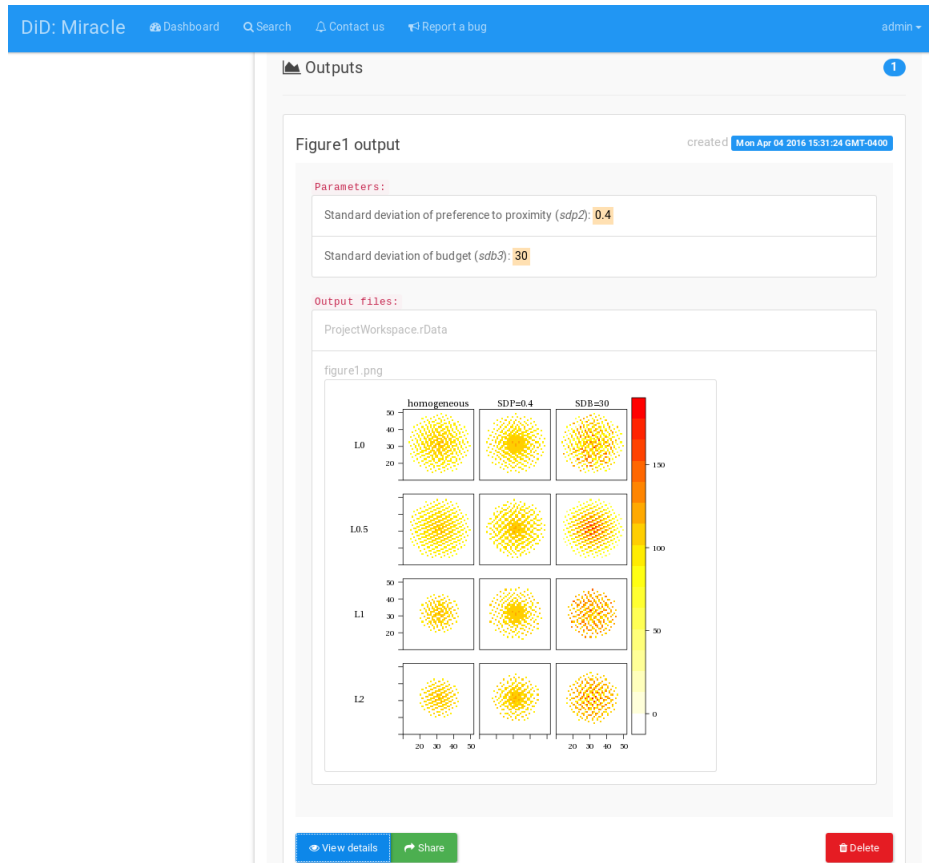 DiD: Miracle Dashboard Search Contact us Report a bug admin
Outputs 1
Figure1 output created Mon Apr 04 2016 15:31:24 GMT-0400
Parameters:
Standard deviation of preference to proximity (sdp2): 0.4
Standard deviation of budget (sdb3): 30
Output files:
ProjectWorkspace.rData
figure1.png
homogeneous SDP=0.4 SDB=30
50
40
L0 30
20
150
L0.5
100
50
40
L1 30
20
50
L2
0
20 30 40 50 20 30 40 50
View details Share Delete